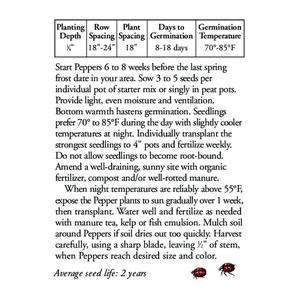 Planting Depth Row Spacing Plant Spacing Days to Germination Germination Temperature
¼" 18"-24" 18" 8-18 days 70°-85°F
Start Peppers 6 to 8 weeks before the last spring
frost date in your area. Sow 3 to 5 seeds per
individual pot of starter mix or singly in peat pots.
Provide light, even moisture and ventilation.
Bottom warmth hastens germination. Seedlings
prefer 70° to 85°F during the day with slightly cooler
temperatures at night. Individually transplant the
strongest seedlings to 4" pots and fertilize weekly.
Do not allow seedlings to become root-bound.
Amend a well-draining, sunny site with organic
fertilizer, compost and/or well-rotted manure.
When night temperatures are reliably above 55°F,
expose the Pepper plants to sun gradually over 1 week,
then transplant. Water well and fertilize as needed
with manure tea, kelp or fish emulsion. Mulch soil
around Peppers if soil dries out too quickly. Harvest
carefully, using a sharp blade, leaving ½" of stem,
when Peppers reach desired size and color.
Average seed life: 2 years